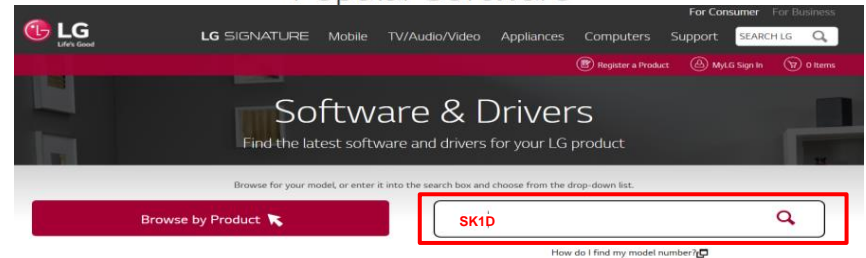 For Consumer For Business
LG
Life's Good
LG SIGNATURE Mobile TV/Audio/Video Appliances Computers Support SEARCH LG
Register a Product MyLG Sign In 0 Items
Software & Drivers
Find the latest software and drivers for your LG product
Browse for your model, or enter it into the search box and choose from the drop-down list.
Browse by Product SK1D
How do I find my model number?